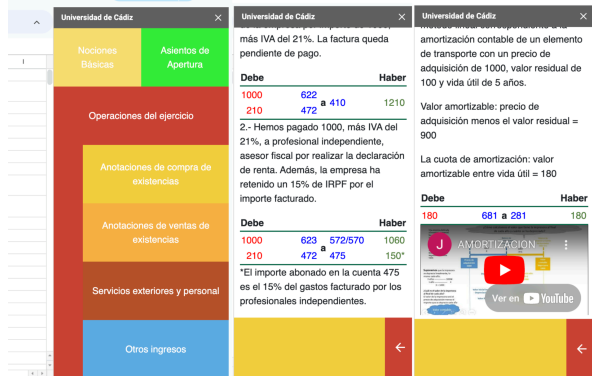 Universidad de Cádiz
Nociones
Básicas
Asientos de
Apertura
Operaciones del ejercicio
Anotaciones de compra de
existencias
Anotaciones de ventas de
existencias
Servicios exteriores y personal
Otros ingresos
Universidad de Cádiz
más IVA del 21%. La factura queda
pendiente de pago.
Debe Haber
1000 622 a 410 1210
210 472
2.- Hemos pagado 1000, más IVA del
21%, a profesional independiente,
asesor fiscal por realizar la declaración
de renta. Además, la empresa ha
retenido un 15% de IRPF por el
importe facturado.
Debe Haber
1000 623 a 572/570 1060
210 472 475 150*
*El importe abonado en la cuenta 475
es el 15% del gastos facturado por los
profesionales independientes.
Universidad de Cádiz
amortización contable de un elemento
de transporte con un precio de
adquisición de 1000, valor residual de
100 y vida útil de 5 años.
Valor amortizable: precio de
adquisición menos el valor residual =
900
La cuota de amortización: valor
amortizable entre vida útil = 180
Debe Haber
180 681 a 281 180
J AMORTIZACIÓN
Ver en YouTube